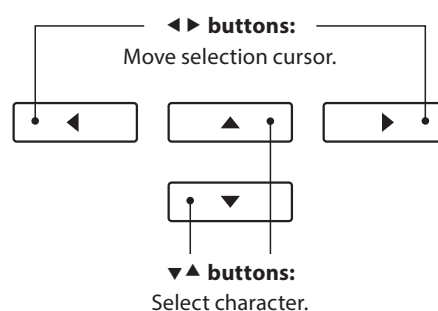 ◀▶ buttons:
Move selection cursor.
▼▲ buttons:
Select character.